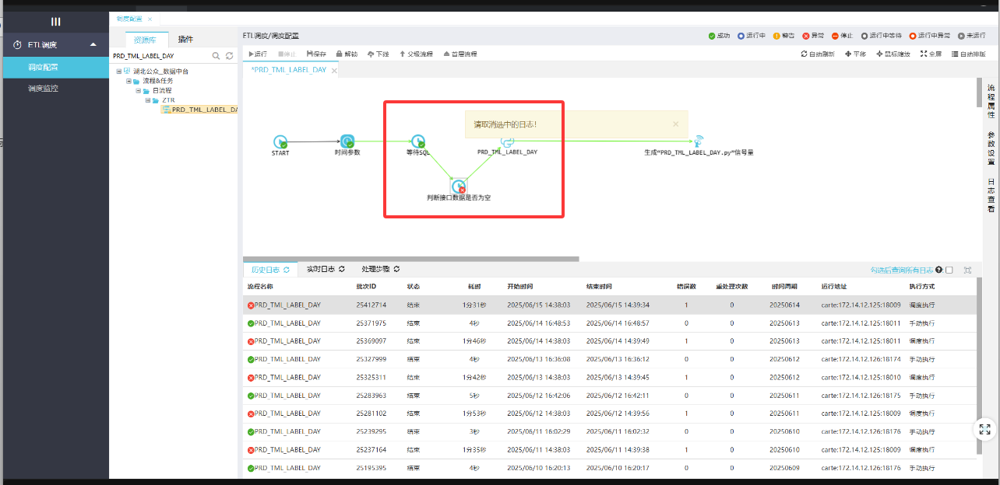 调度配置 ×
ETL调度
调度配置
调度监控
资源库 插件
PRD_TML_LABEL_DAY
湖北公众_数据中台
流程&任务
日流程
ZTR
PRD_TML_LABEL_DA
ETL调度/调度配置
成功 运行中 警告 异常 停止 运行中等待 运行中异常 未运行
运行 停止 保存 解锁 下线 父级流程 首层流程
自动刷新 平移 鼠标缩放 全屏 自动排版
*PRD_TML_LABEL_DAY ×
请取消选中的日志! ×
START
时间参数
等待SQL
PRD_TML_LABEL_DAY
生成"PRD_TML_LABEL_DAY.py"信号量
判断接口数据是否为空
流程属性
参数设置
日志查看
历史日志 实时日志 处理步骤
勾选后查询所有日志
流程名称 批次ID 状态 耗时 开始时间 结束时间 错误数 重处理次数 时间周期 运行地址 执行方式
PRD_TML_LABEL_DAY 25412714 结束 1分31秒 2025/06/15 14:38:03 2025/06/15 14:39:34 1 0 20250614 carte:172.14.12.125:18009 调度执行
PRD_TML_LABEL_DAY 25371975 结束 4秒 2025/06/14 16:48:53 2025/06/14 16:48:57 0 0 20250613 carte:172.14.12.125:18011 手动执行
PRD_TML_LABEL_DAY 25369097 结束 1分46秒 2025/06/14 14:38:03 2025/06/14 14:39:49 1 0 20250613 carte:172.14.12.125:18011 调度执行
PRD_TML_LABEL_DAY 25327999 结束 4秒 2025/06/13 16:36:08 2025/06/13 16:36:12 0 0 20250612 carte:172.14.12.126:18174 手动执行
PRD_TML_LABEL_DAY 25325311 结束 1分42秒 2025/06/13 14:38:03 2025/06/13 14:39:45 1 0 20250612 carte:172.14.12.125:18010 调度执行
PRD_TML_LABEL_DAY 25283963 结束 5秒 2025/06/12 16:42:06 2025/06/12 16:42:11 0 0 20250611 carte:172.14.12.126:18175 手动执行
PRD_TML_LABEL_DAY 25281102 结束 1分53秒 2025/06/12 14:38:03 2025/06/12 14:39:56 1 0 20250611 carte:172.14.12.125:18009 调度执行
PRD_TML_LABEL_DAY 25239295 结束 3秒 2025/06/11 16:02:29 2025/06/11 16:02:32 0 0 20250610 carte:172.14.12.126:18176 手动执行
PRD_TML_LABEL_DAY 25237164 结束 1分35秒 2025/06/11 14:38:03 2025/06/11 14:39:38 1 0 20250610 carte:172.14.12.125:18009 调度执行
PRD_TML_LABEL_DAY 25195395 结束 4秒 2025/06/10 16:20:13 2025/06/10 16:20:17 0 0 20250609 carte:172.14.12.126:18176 手动执行